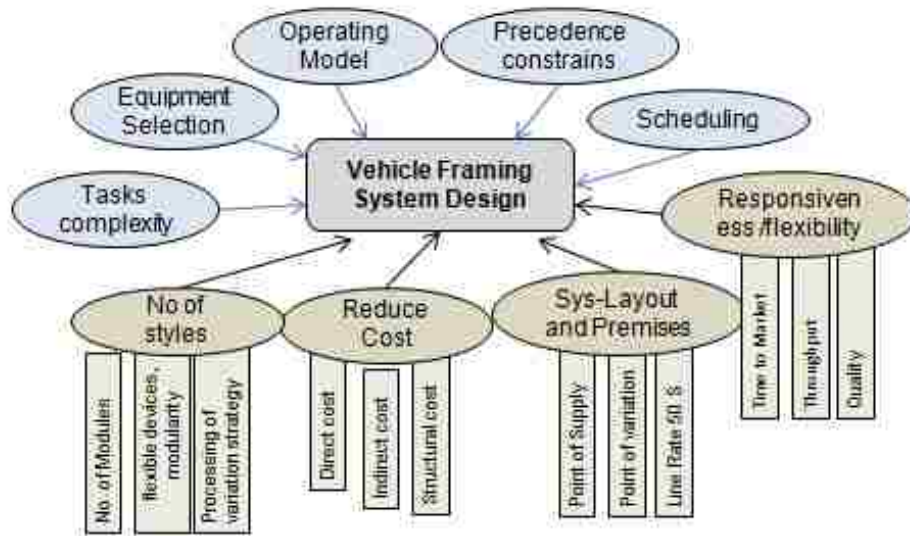 Operating
Model
Precedence
constrains
Equipment
Selection
Scheduling
Vehicle Framing
System Design
Tasks
complexity
Responsiven
ess /flexibility
No of
styles
Reduce
Cost
Sys-Layout
and Premises
No. of Modules
flexible devices,
modularity
Processing of
variation strategy
Direct cost
Indirect cost
Structural cost
Point of Supply
Point of variation
Line Rate 50 S
Time to Market
Throughput
Quality